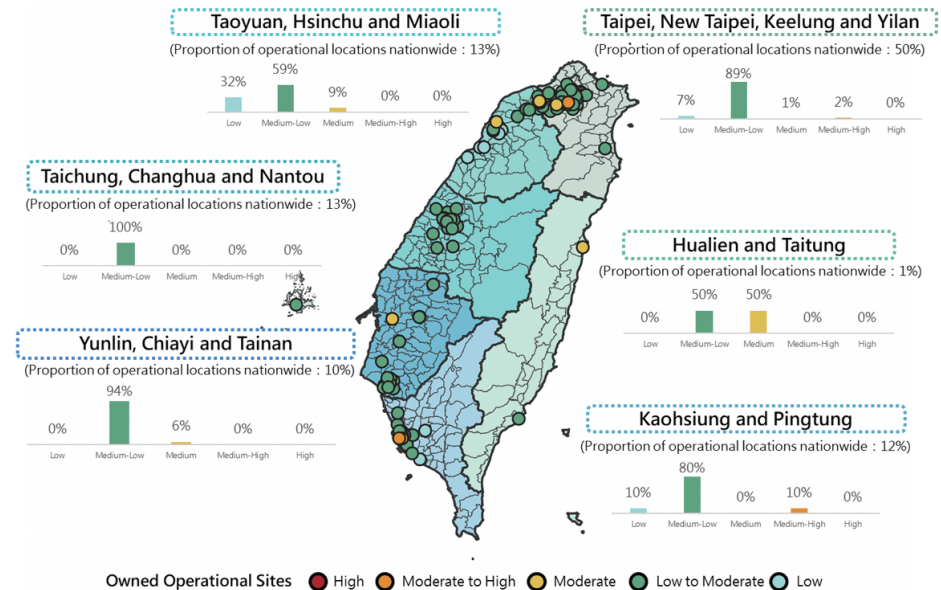 Taoyuan, Hsinchu and Miaoli
(Proportion of operational locations nationwide : 13%)
32%
59%
9%
0%
0%
Low
Medium-Low
Medium
Medium-High
High
Taipei, New Taipei, Keelung and Yilan
(Proportion of operational locations nationwide : 50%)
7%
89%
1%
2%
0%
Low
Medium-Low
Medium
Medium-High
High
Taichung, Changhua and Nantou
(Proportion of operational locations nationwide : 13%)
0%
100%
0%
0%
0%
Low
Medium-Low
Medium
Medium-High
High
Hualien and Taitung
(Proportion of operational locations nationwide : 1%)
0%
50%
50%
0%
0%
Low
Medium-Low
Medium
Medium-High
High
Yunlin, Chiayi and Tainan
(Proportion of operational locations nationwide : 10%)
0%
94%
6%
0%
0%
Low
Medium-Low
Medium
Medium-High
High
Kaohsiung and Pingtung
(Proportion of operational locations nationwide : 12%)
10%
80%
0%
10%
0%
Low
Medium-Low
Medium
Medium-High
High
Owned Operational Sites High Moderate to High Moderate Low to Moderate Low